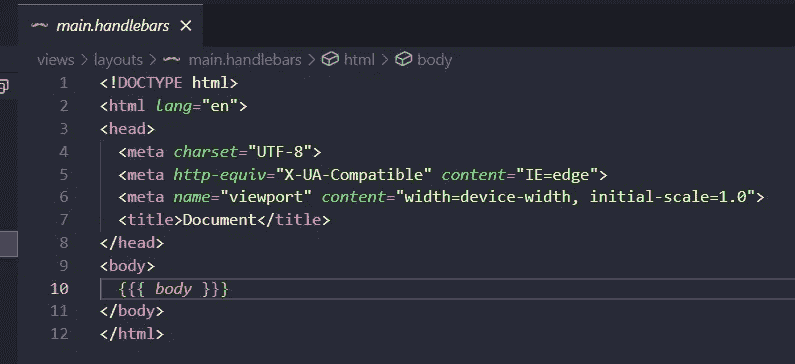 main.handlebars ×
views > layouts > main.handlebars > html > body
1 <!DOCTYPE html>
2 <html lang="en">
3 <head>
4   <meta charset="UTF-8">
5   <meta http-equiv="X-UA-Compatible" content="IE=edge">
6   <meta name="viewport" content="width=device-width, initial-scale=1.0">
7   <title>Document</title>
8 </head>
9 <body>
10   {{{ body }}}
11 </body>
12 </html>